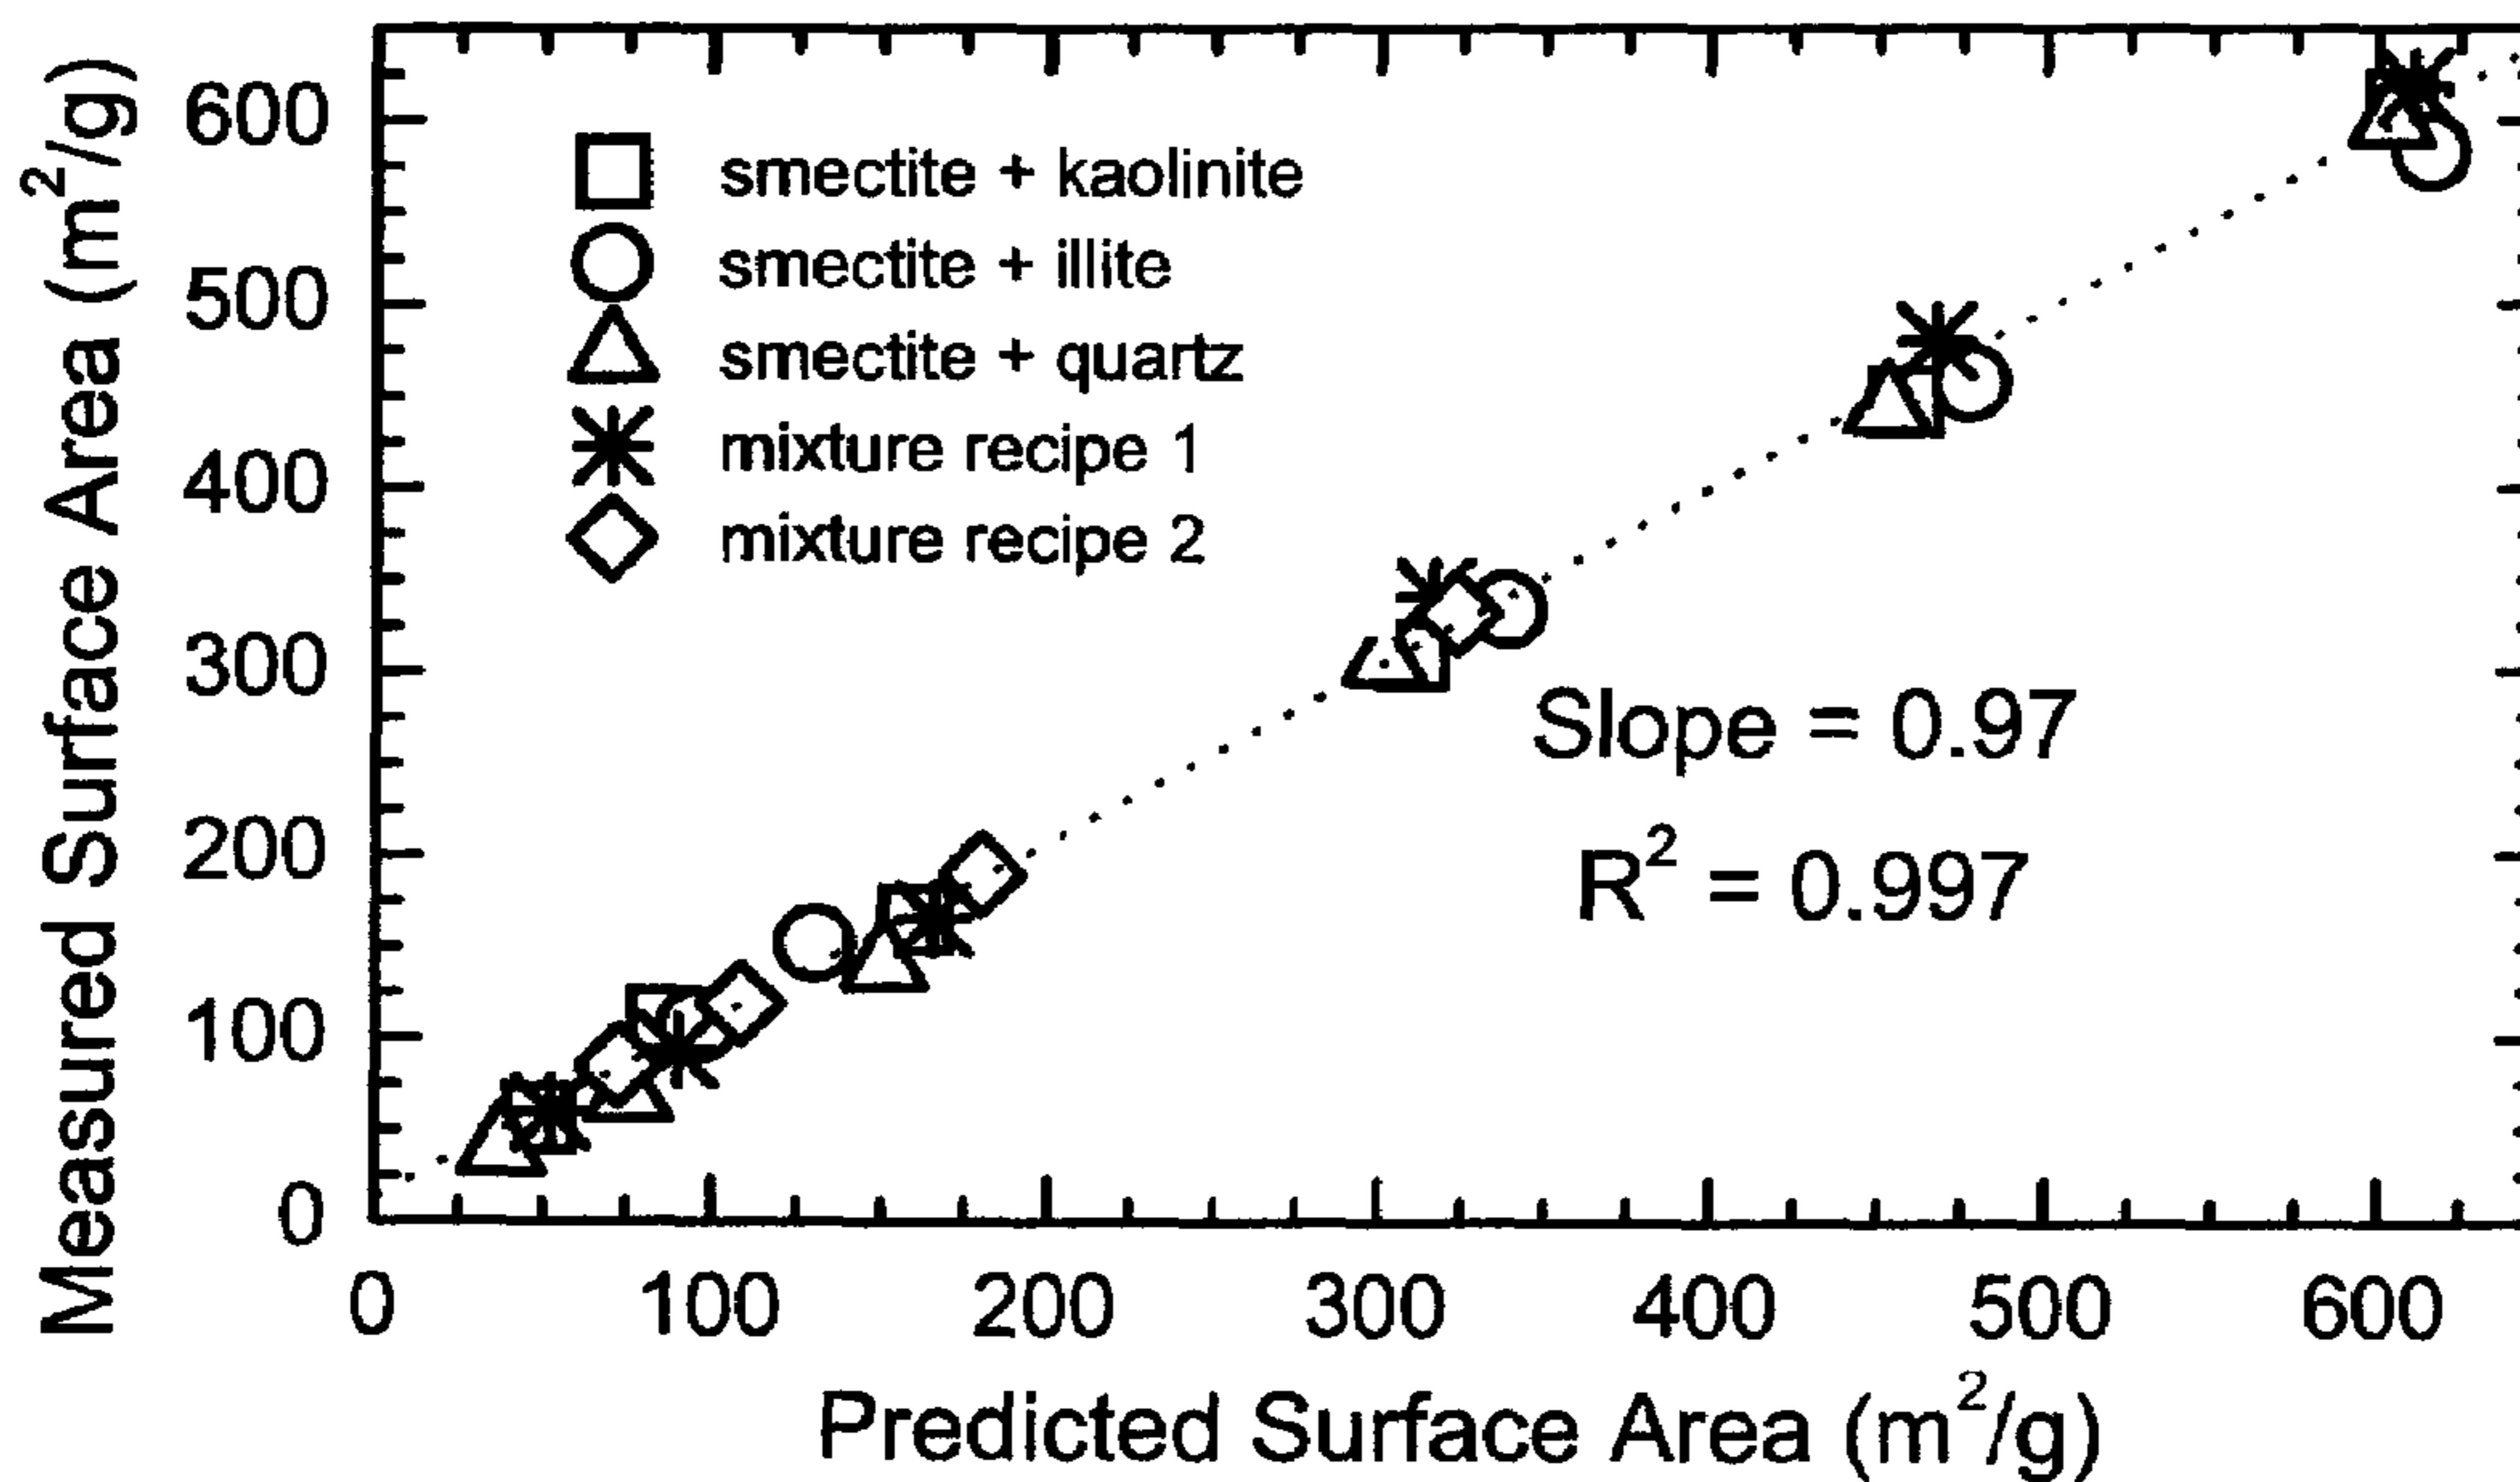 Measured Surface Area (m²/g)
600
500
400
300
200
100
0
smectite + kaolinite
smectite + illite
smectite + quartz
mixture recipe 1
mixture recipe 2
Slope = 0.97
R² = 0.997
0 100 200 300 400 500 600
Predicted Surface Area (m²/g)